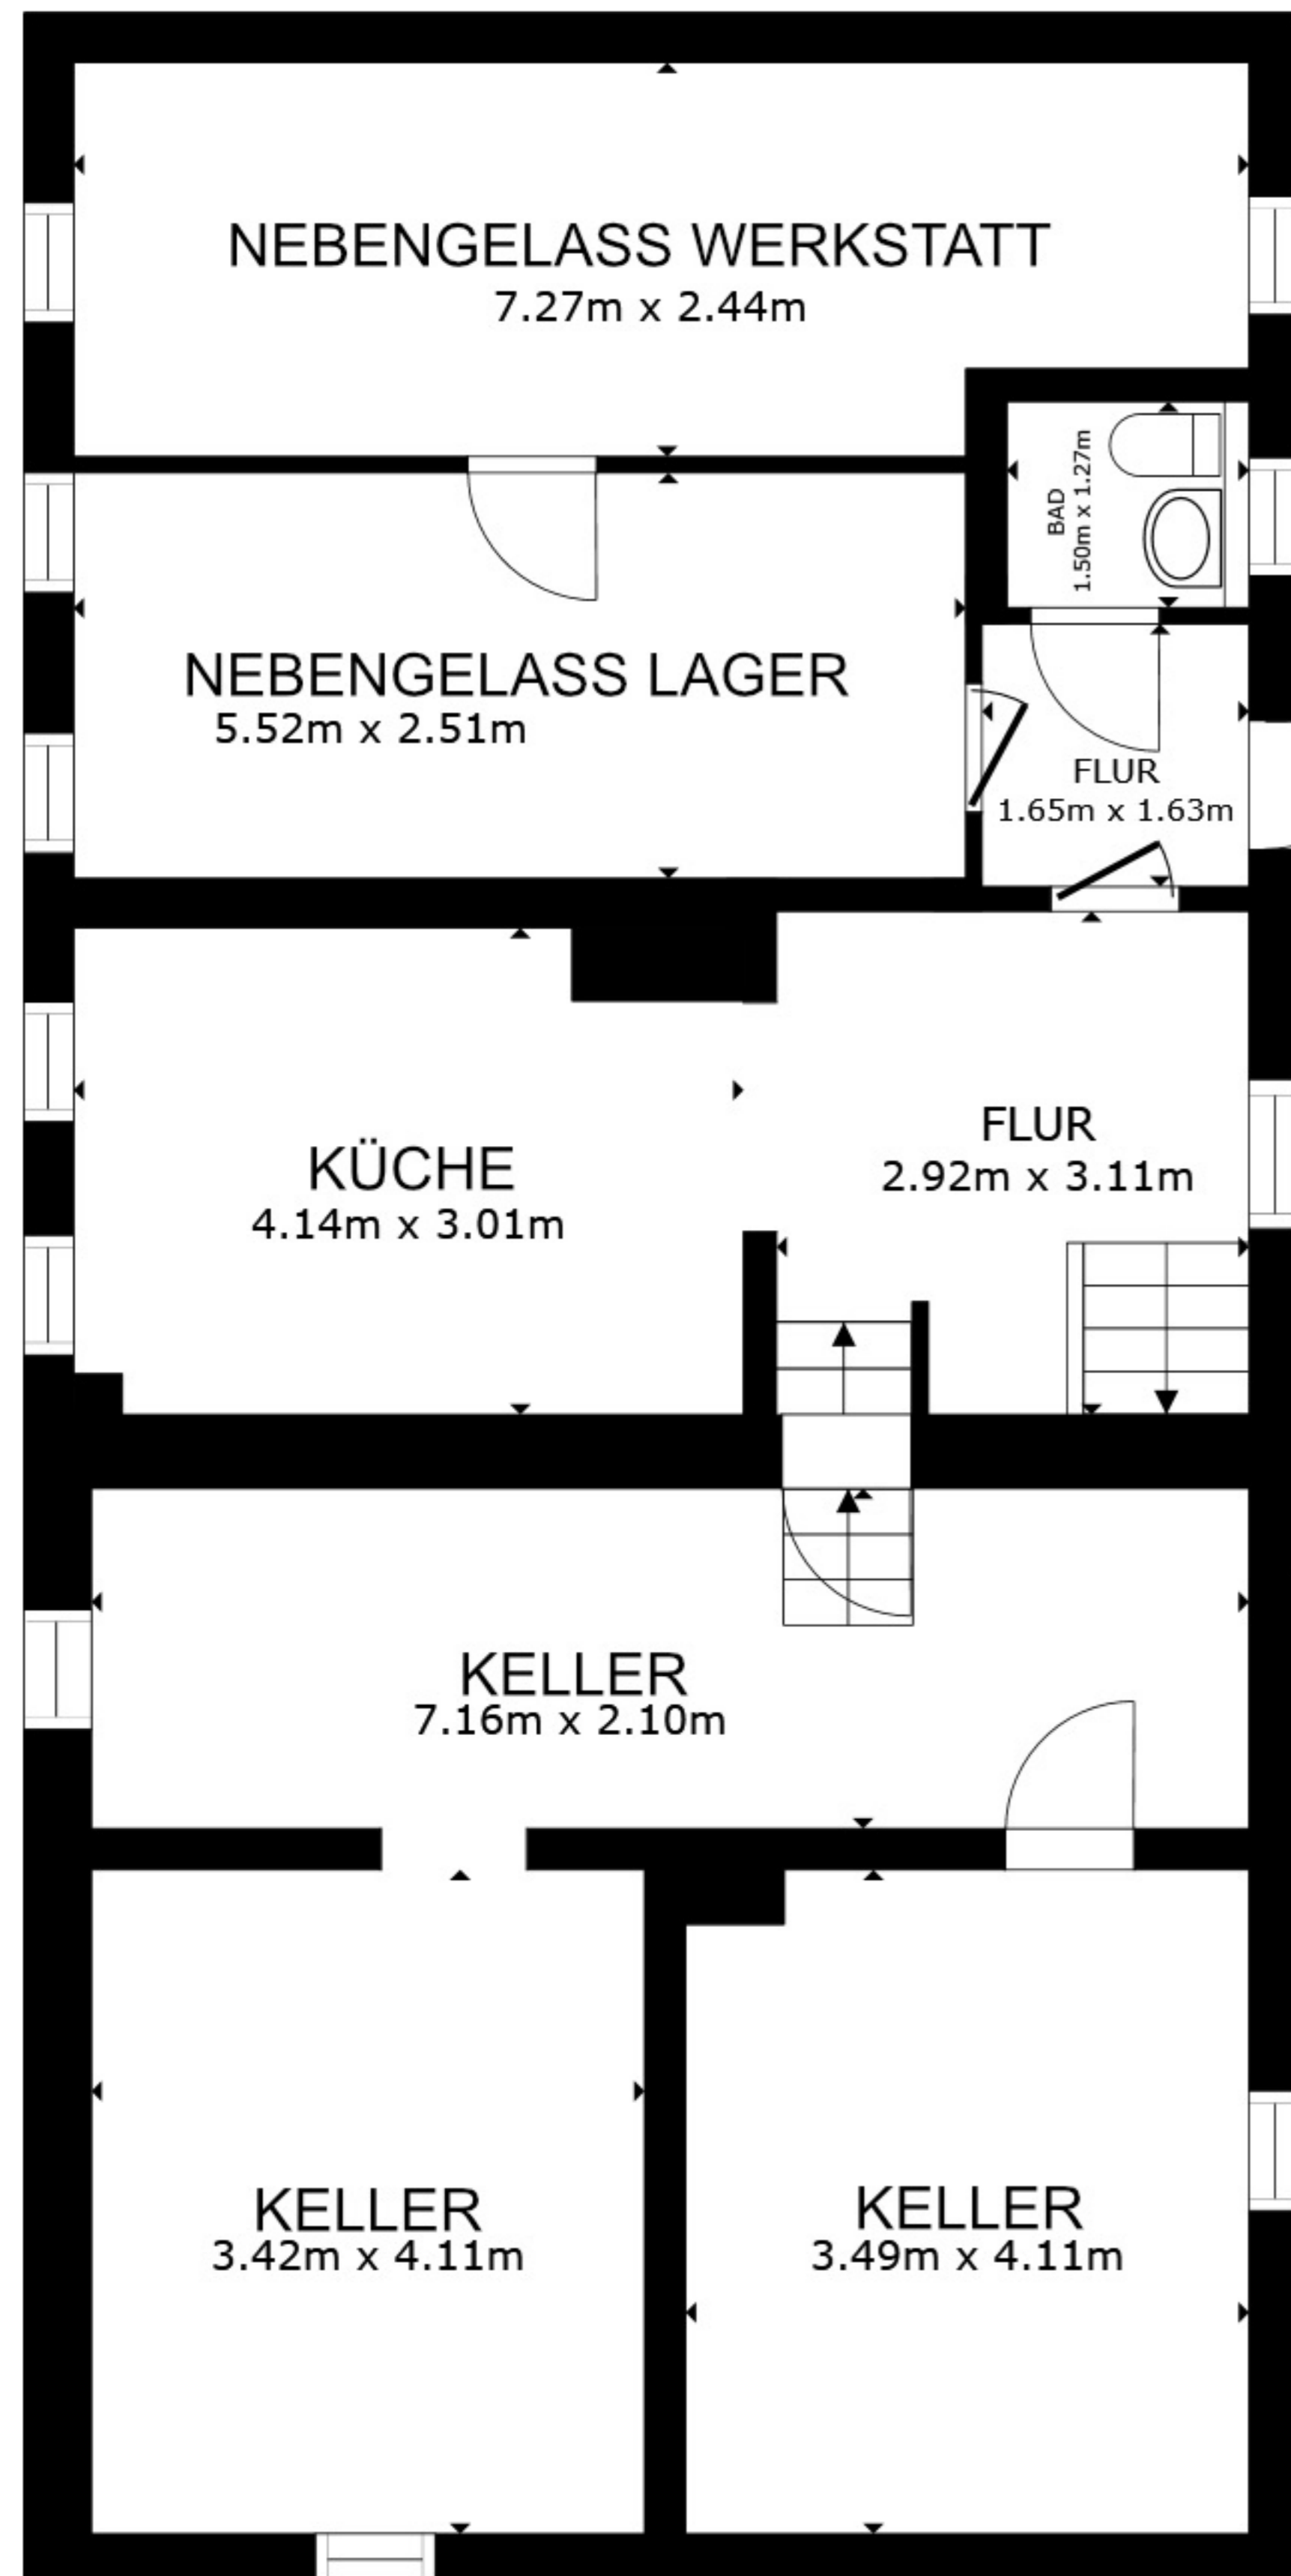 NEBENGELASS WERKSTATT
7.27m x 2.44m
BAD
1.50m x 1.27m
NEBENGELASS LAGER
5.52m x 2.51m
FLUR
1.65m x 1.63m
KÜCHE
4.14m x 3.01m
FLUR
2.92m x 3.11m
KELLER
7.16m x 2.10m
KELLER
3.42m x 4.11m
KELLER
3.49m x 4.11m